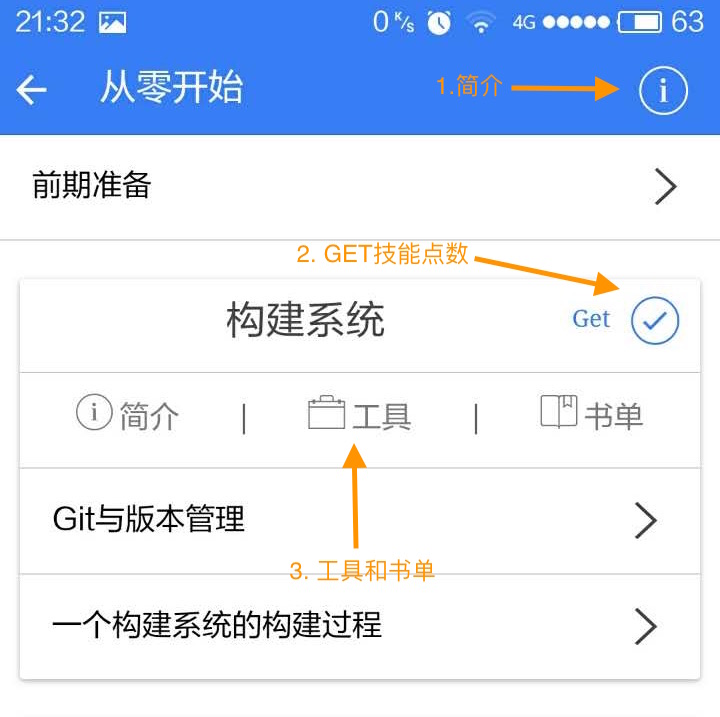 21:32 0 K/s 4G 63
从零开始 1.简介
前期准备
2. GET技能点数
构建系统 Get
简介 | 工具 | 书单
Git与版本管理
3. 工具和书单
一个构建系统的构建过程